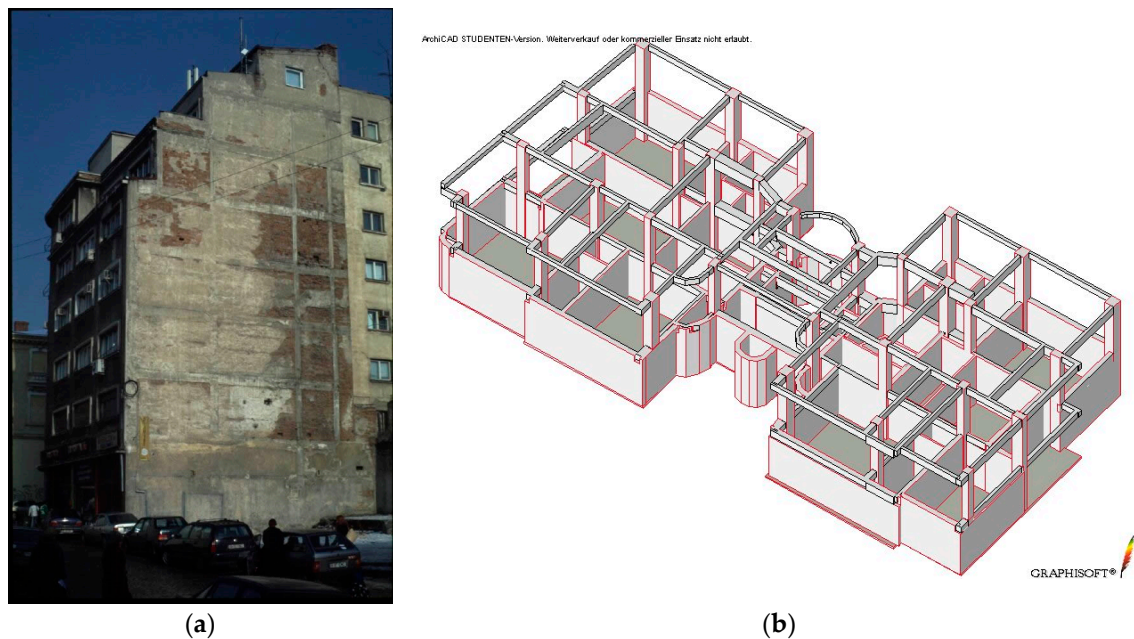 ArchiCAD STUDENTEN-Version. Weiterverkauf oder kommerzieller Einsatz nicht erlaubt.
GRAPHISOFT®
(a)
(b)